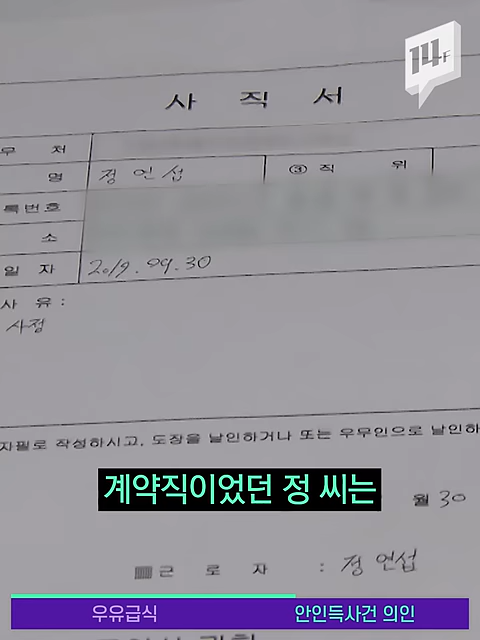 14F
사 직 서
무 처
명 정연섭 ③ 직 위
록번호
소
일 자 2019. 09. 30
사 유 :
사정
자필로 작성하시고, 도장을 날인하거나 또는 우무인으로 날인하
계약직이었던 정 씨는
월 30
근 로 자 : 정연섭
우유급식 안인득사건 의인